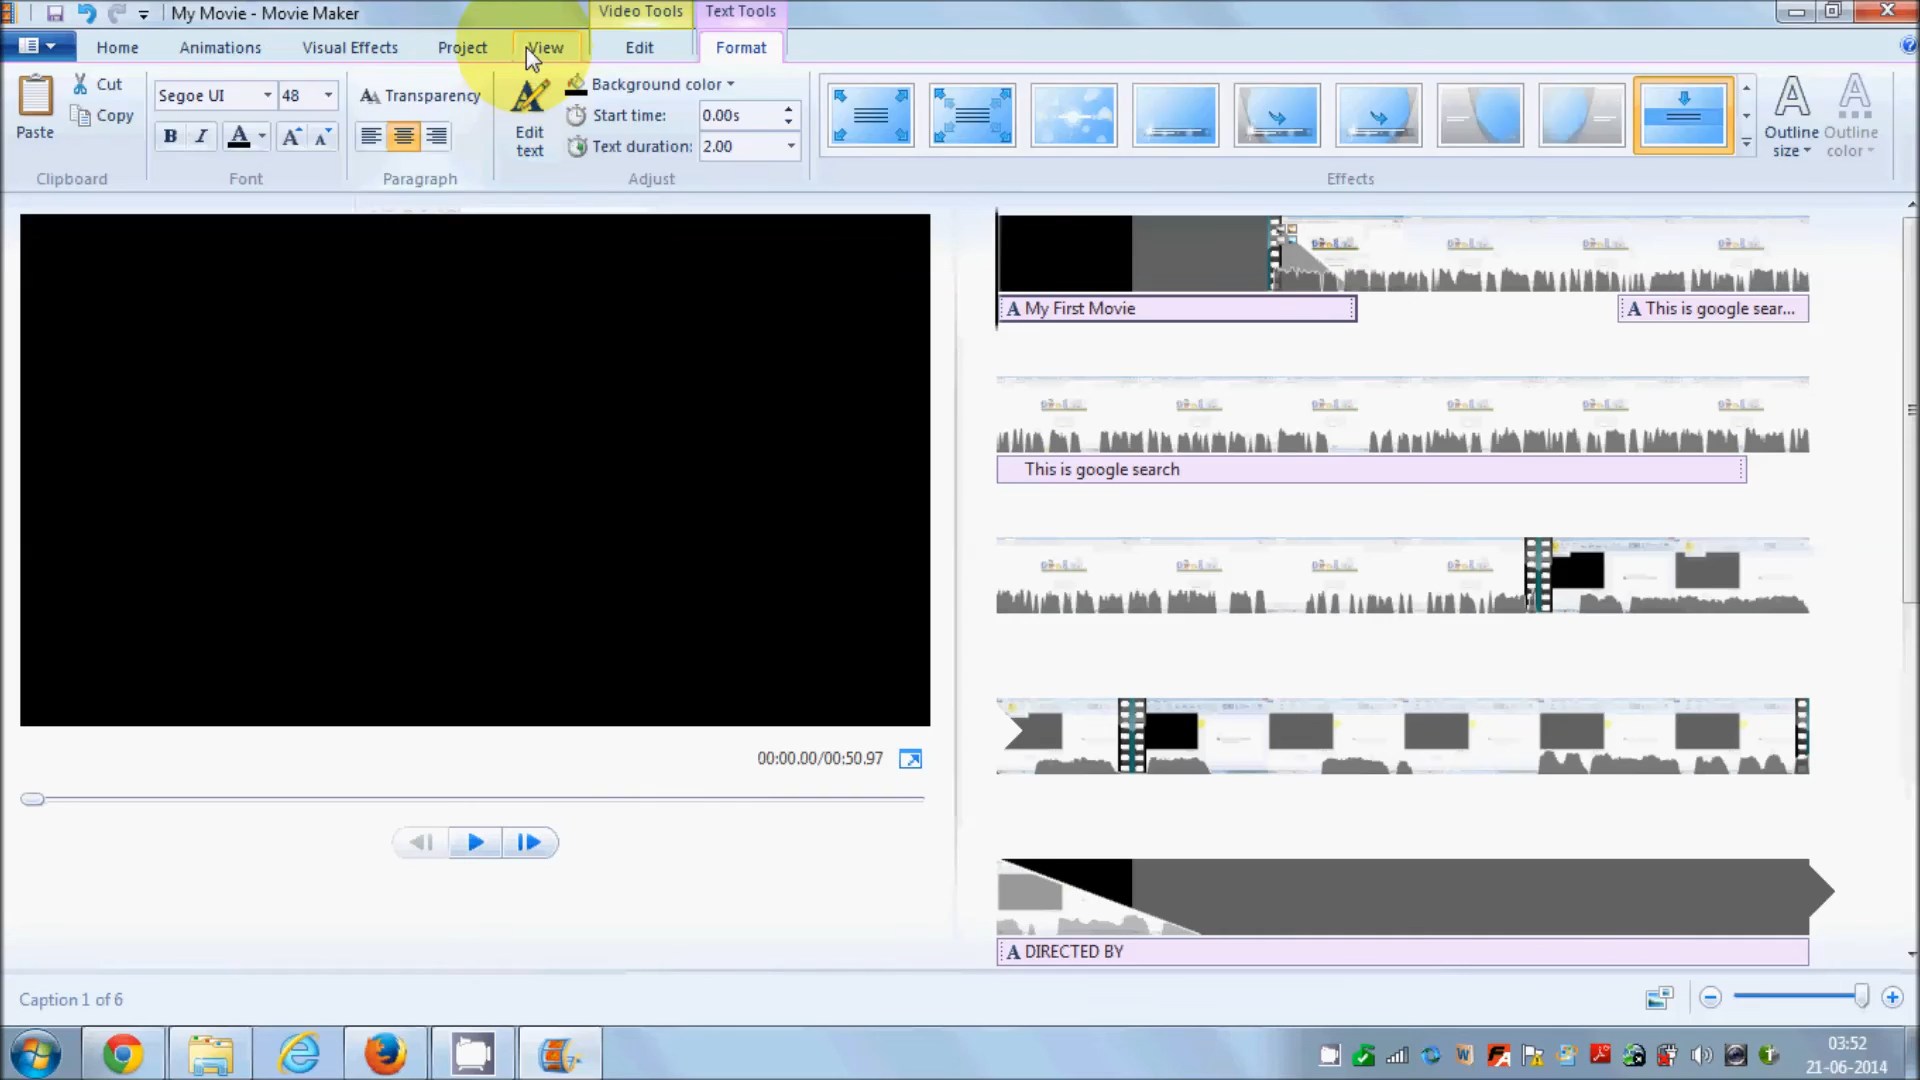 My Movie - Movie Maker
Video Tools
Text Tools
Home
Animations
Visual Effects
Project
View
Edit
Format
Paste
Cut
Copy
Clipboard
Segoe UI
48
B I A A A
Font
Transparency
Paragraph
Edit
text
Background color
Start time: 0.00s
Text duration: 2.00
Adjust
Effects
Outline
size
Outline
color
A My First Movie
A This is google sear...
This is google search
A DIRECTED BY
00:00.00/00:50.97
Caption 1 of 6
03:52
21-06-2014